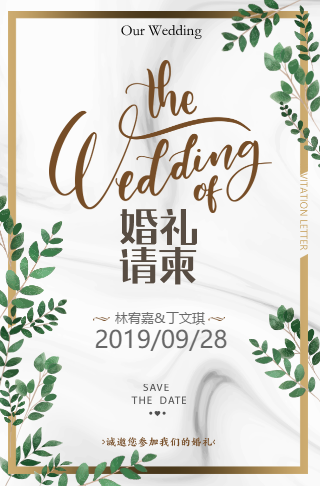 Our Wedding
the
Wedding
of
婚礼
请柬
林宥嘉&丁文琪
2019/09/28
SAVE
THE DATE
诚邀您参加我们的婚礼
VITATION LETTER